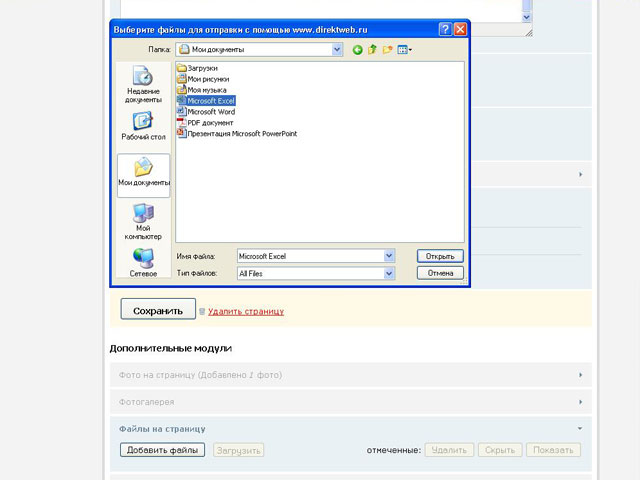 Выберите файлы для отправки с помощью www.direktweb.ru
Папка:
Мои документы
Недавние документы
Рабочий стол
Мои документы
Мой компьютер
Сетевое
Загрузки
Мои рисунки
Моя музыка
Microsoft Excel
Microsoft Word
PDF документ
Презентация Microsoft PowerPoint
Имя файла:
Microsoft Excel
Открыть
Тип файлов:
All Files
Отмена
Сохранить
Удалить страницу
Дополнительные модули
Фото на страницу (Добавлено 1 фото)
Фотогалерея
Файлы на страницу
Добавить файлы
Загрузить
отмеченные:
Удалить
Скрыть
Показать